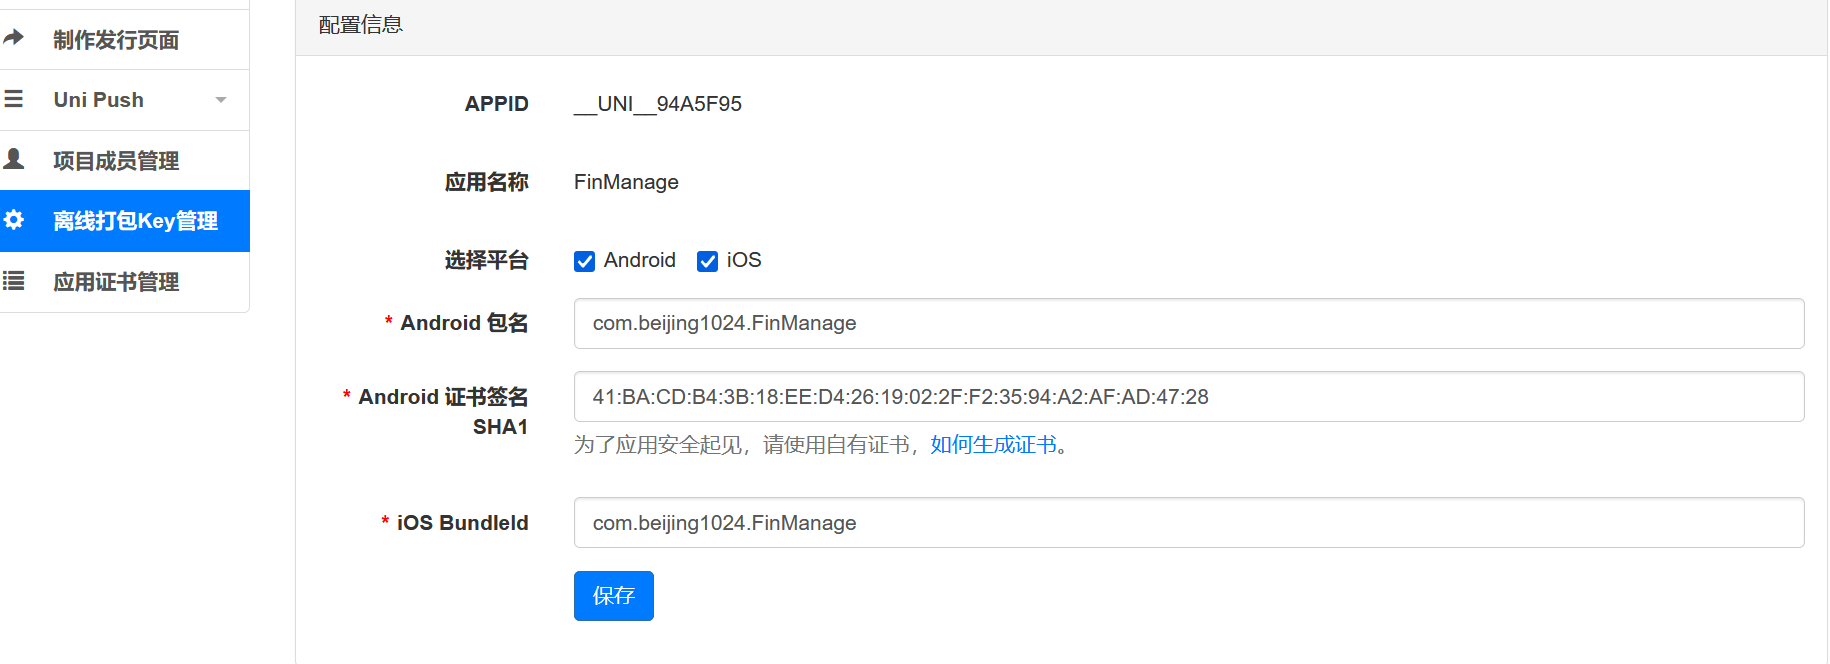 制作发行页面
Uni Push
项目成员管理
离线打包Key管理
应用证书管理
配置信息
APPID __UNI__94A5F95
应用名称 FinManage
选择平台 Android iOS
* Android 包名 com.beijing1024.FinManage
* Android 证书签名 41:BA:CD:B4:3B:18:EE:D4:26:19:02:2F:F2:35:94:A2:AF:AD:47:28
SHA1
为了应用安全起见，请使用自有证书，如何生成证书。
* iOS BundleId com.beijing1024.FinManage
保存